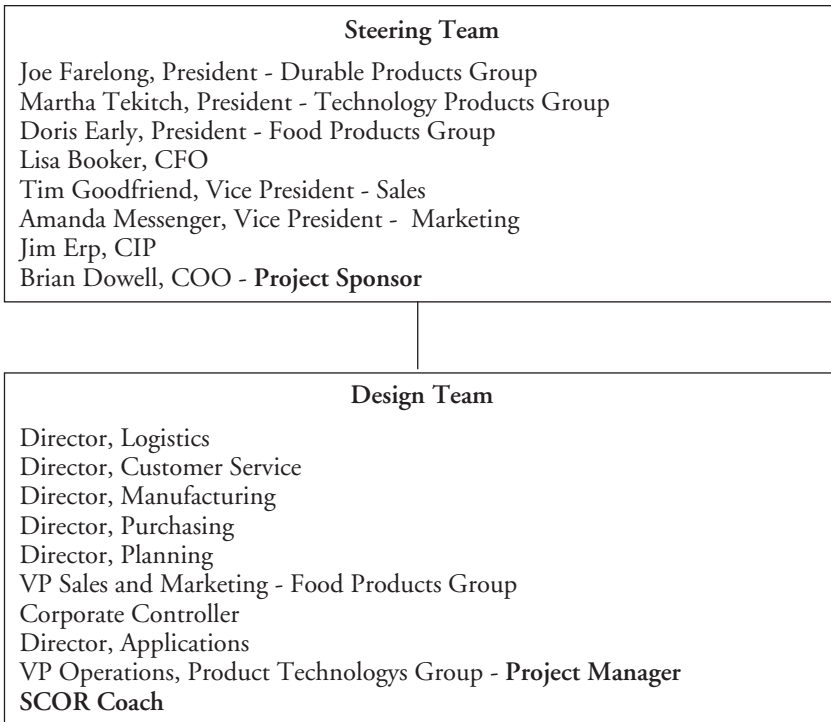 Steering Team
Joe Farelong, President - Durable Products Group
Martha Tekitch, President - Technology Products Group
Doris Early, President - Food Products Group
Lisa Booker, CFO
Tim Goodfriend, Vice President - Sales
Amanda Messenger, Vice President - Marketing
Jim Erp, CIP
Brian Dowell, COO - Project Sponsor
Design Team
Director, Logistics
Director, Customer Service
Director, Manufacturing
Director, Purchasing
Director, Planning
VP Sales and Marketing - Food Products Group
Corporate Controller
Director, Applications
VP Operations, Product Technologys Group - Project Manager
SCOR Coach